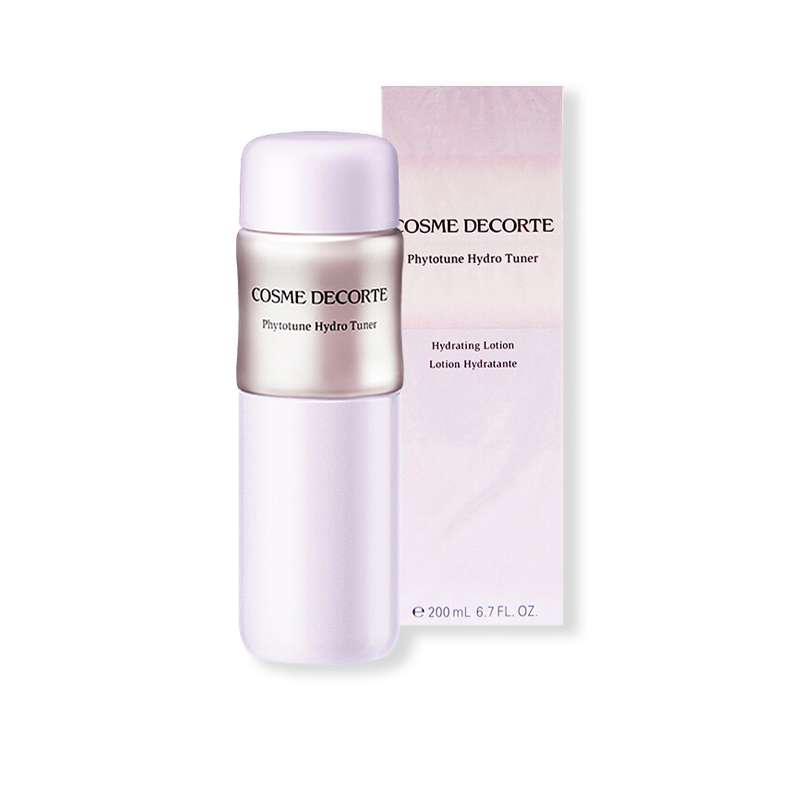 COSME DECORTE
Phytotune Hydro Tuner
COSME DECORTE
Phytotune Hydro Tuner
Hydrating Lotion
Lotion Hydratante
℮ 200 mL 6.7 FL. OZ.